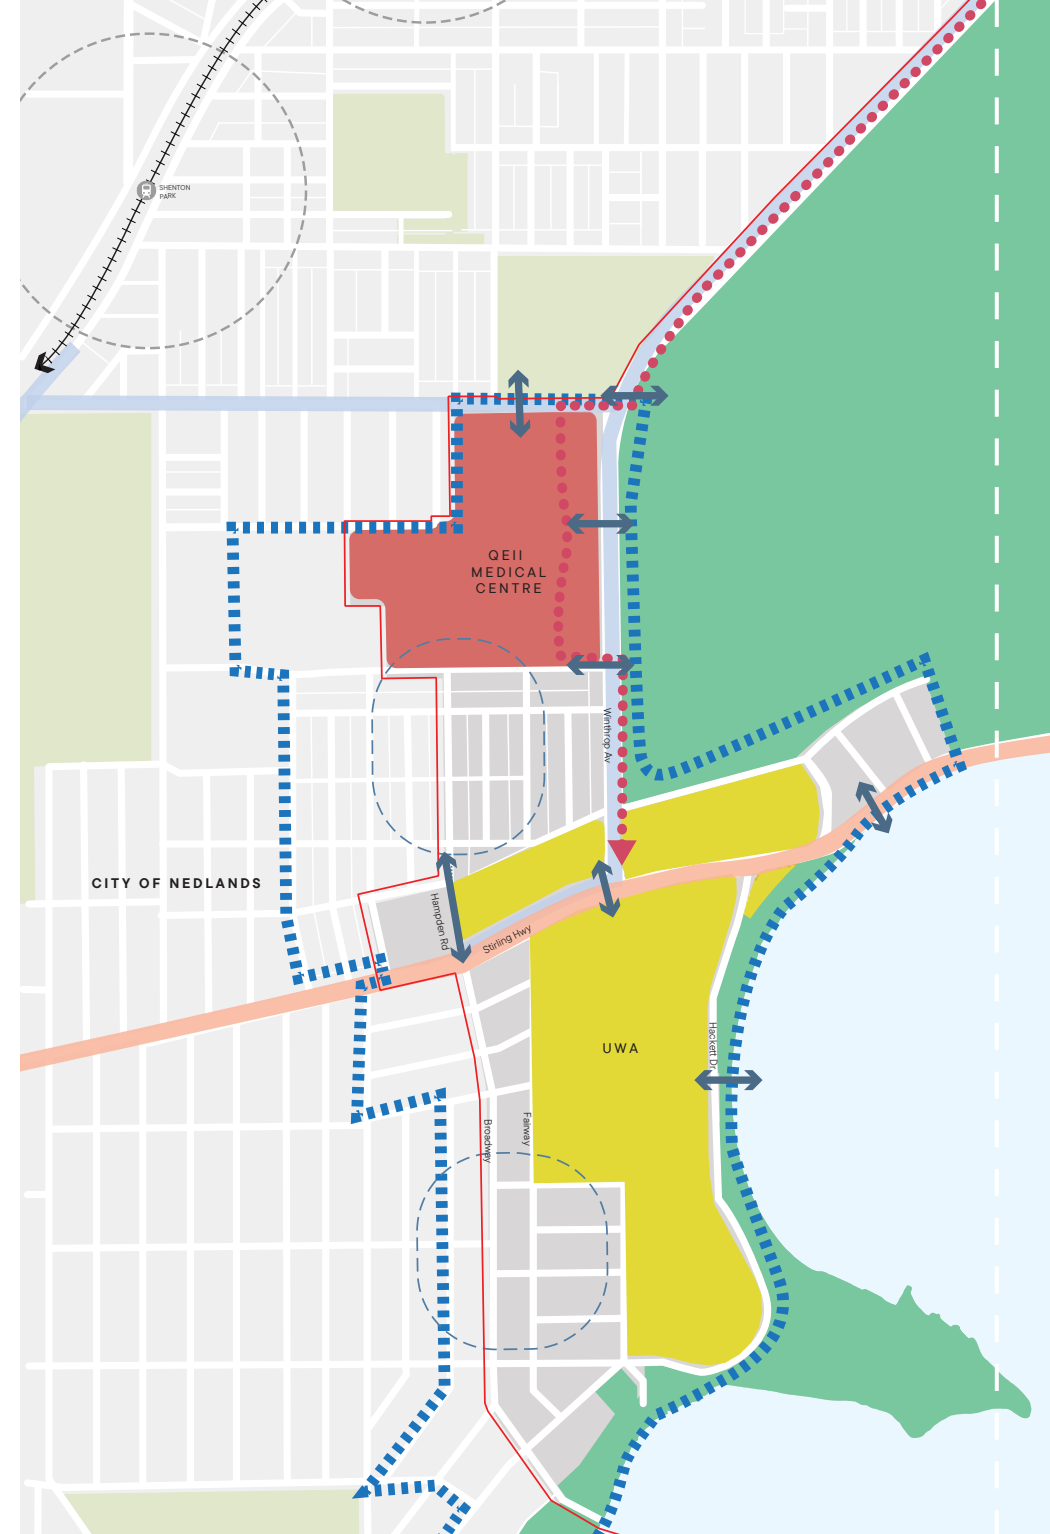 SHENTON
PARK
QEII
MEDICAL
CENTRE
Winthrop Av
CITY OF NEDLANDS
Hampden Rd
Stirling Hwy
UWA
Hackett Dr
Broadway
Fairway